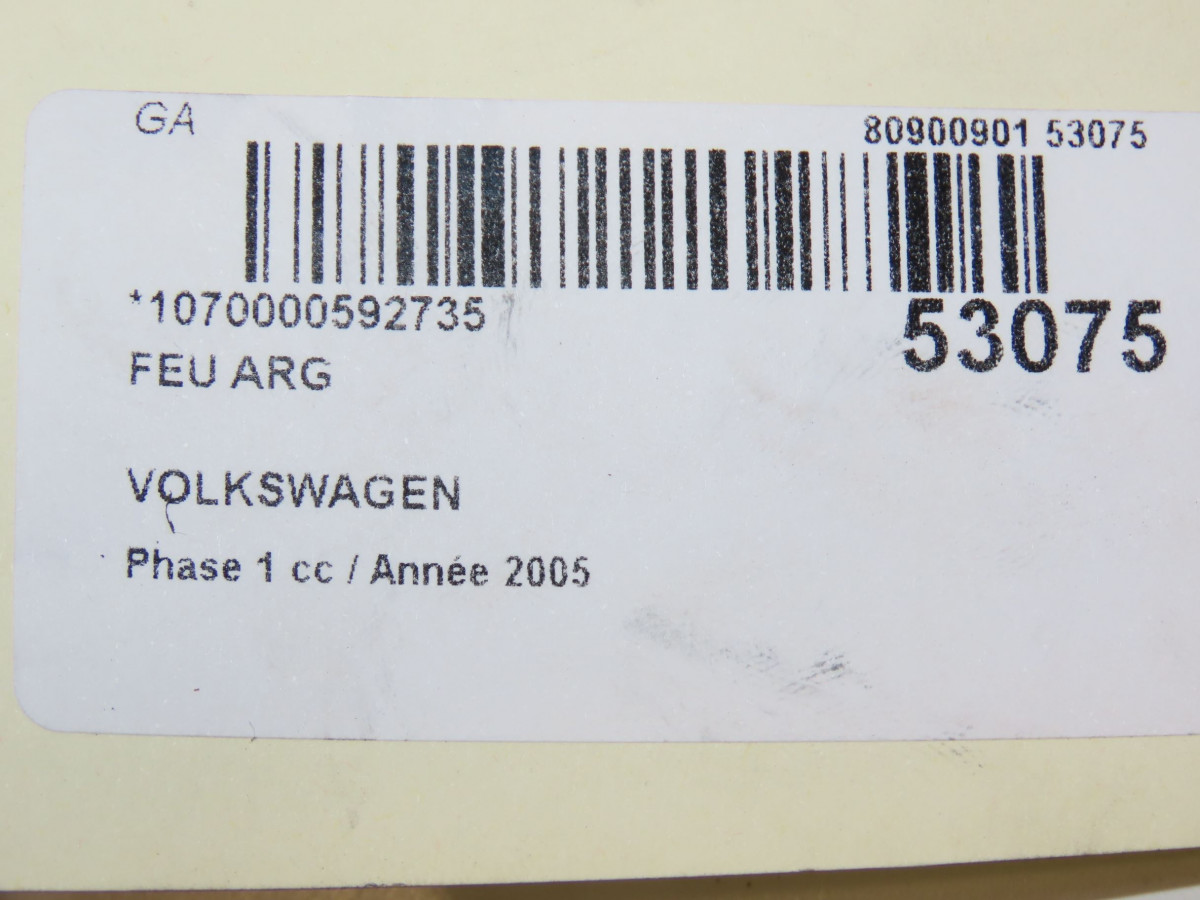 GA
80900901 53075
*1070000592735
53075
FEU ARG
VOLKSWAGEN
Phase 1 cc / Année 2005